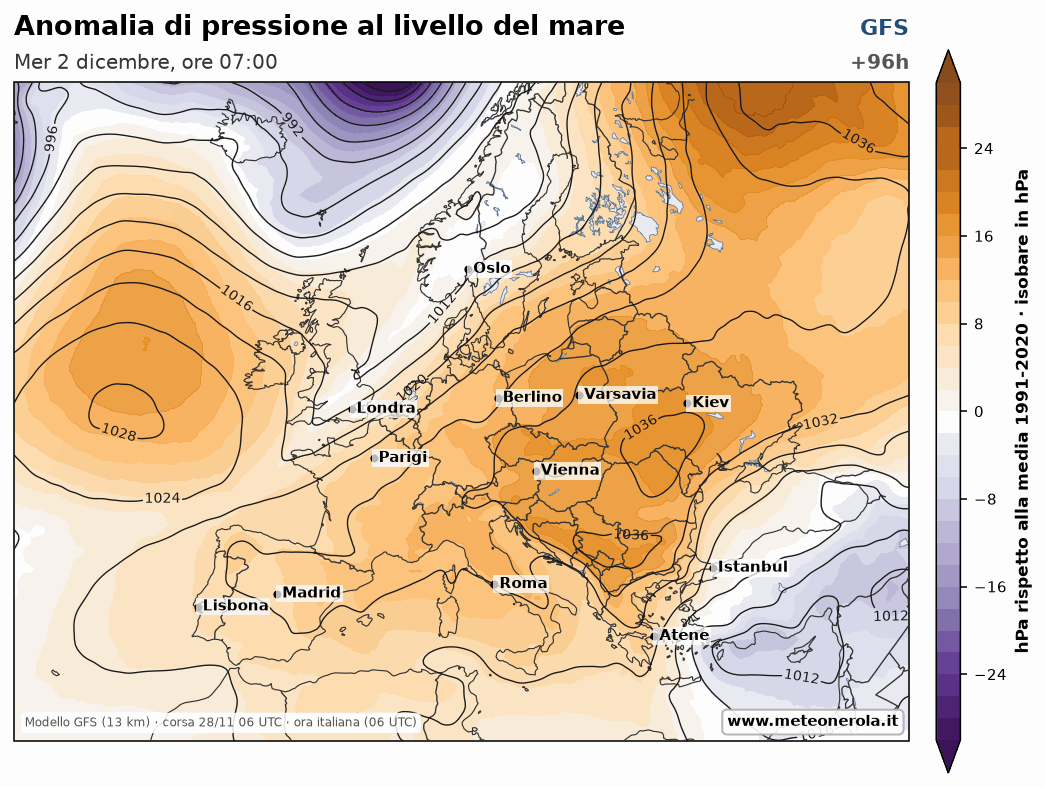 Anomalia di pressione al livello del mare
GFS
Mer 2 dicembre, ore 07:00
+96h
996
992
1036
1016
Oslo
1012
1020
Londra
Berlino
Varsavia
Kiev
1028
1036
1032
Parigi
Vienna
1024
1036
Istanbul
Madrid
Roma
Lisbona
1012
Atene
1012
Modello GFS (13 km) · corsa 28/11 06 UTC · ora italiana (06 UTC)
www.meteonerola.it
24
16
8
0
−8
−16
−24
hPa rispetto alla media 1991-2020 · isobare in hPa